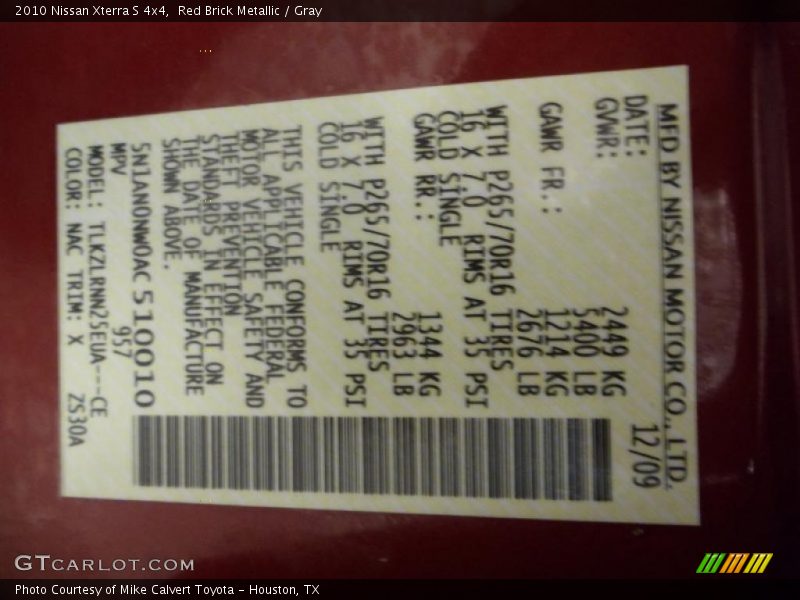 2010 Nissan Xterra S 4x4,  Red Brick Metallic / Gray
MFD BY NISSAN MOTOR CO., LTD.
DATE: 12/09
GVWR: 2449 KG
5400 LB
GAWR FR.: 1214 KG
2676 LB
WITH P265/70R16 TIRES
16 X 7.0 RIMS AT 35 PSI
COLD SINGLE
GAWR RR.: 1344 KG
2963 LB
WITH P265/70R16 TIRES
16 X 7.0 RIMS AT 35 PSI
COLD SINGLE
THIS VEHICLE CONFORMS TO
ALL APPLICABLE FEDERAL
MOTOR VEHICLE SAFETY AND
THEFT PREVENTION
STANDARDS IN EFFECT ON
THE DATE OF MANUFACTURE
SHOWN ABOVE.
5N1AN0NW0AC510010
MPV 957
MODEL: TLKZLRNN25EUA---CE
COLOR: NAC TRIM: X ZS30A
GTCARLOT.COM
Photo Courtesy of Mike Calvert Toyota - Houston, TX